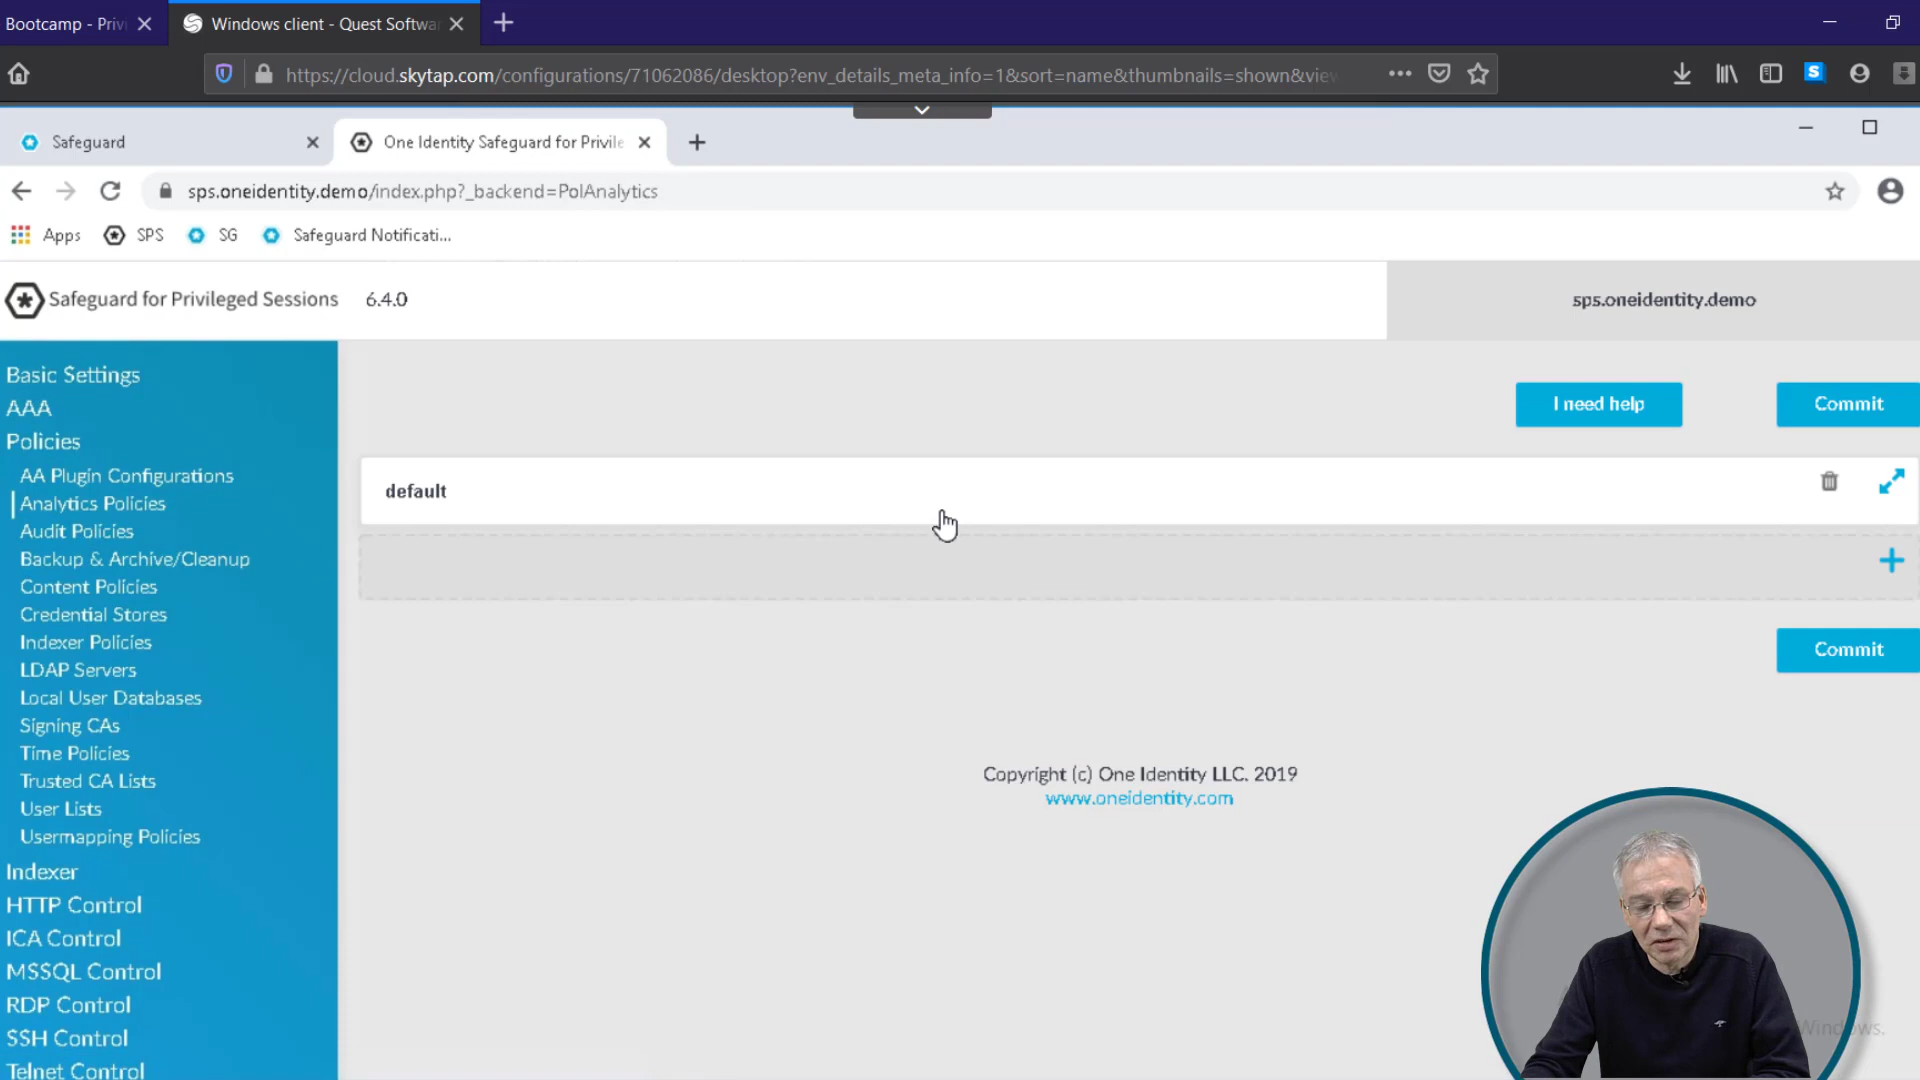 Bootcamp - Privi
Windows client - Quest Softwar
https://cloud.skytap.com/configurations/71062086/desktop?env_details_meta_info=1&sort=name&thumbnails=shown&view
Safeguard
One Identity Safeguard for Privile
sps.oneidentity.demo/index.php?_backend=PolAnalytics
Apps
SPS
SG
Safeguard Notificati...
Safeguard for Privileged Sessions 6.4.0
sps.oneidentity.demo
Basic Settings
AAA
Policies
AA Plugin Configurations
Analytics Policies
Audit Policies
Backup & Archive/Cleanup
Content Policies
Credential Stores
Indexer Policies
LDAP Servers
Local User Databases
Signing CAs
Time Policies
Trusted CA Lists
User Lists
Usermapping Policies
Indexer
HTTP Control
ICA Control
MSSQL Control
RDP Control
SSH Control
Telnet Control
I need help
Commit
default
Commit
Copyright (c) One Identity LLC. 2019
www.oneidentity.com
Windows.